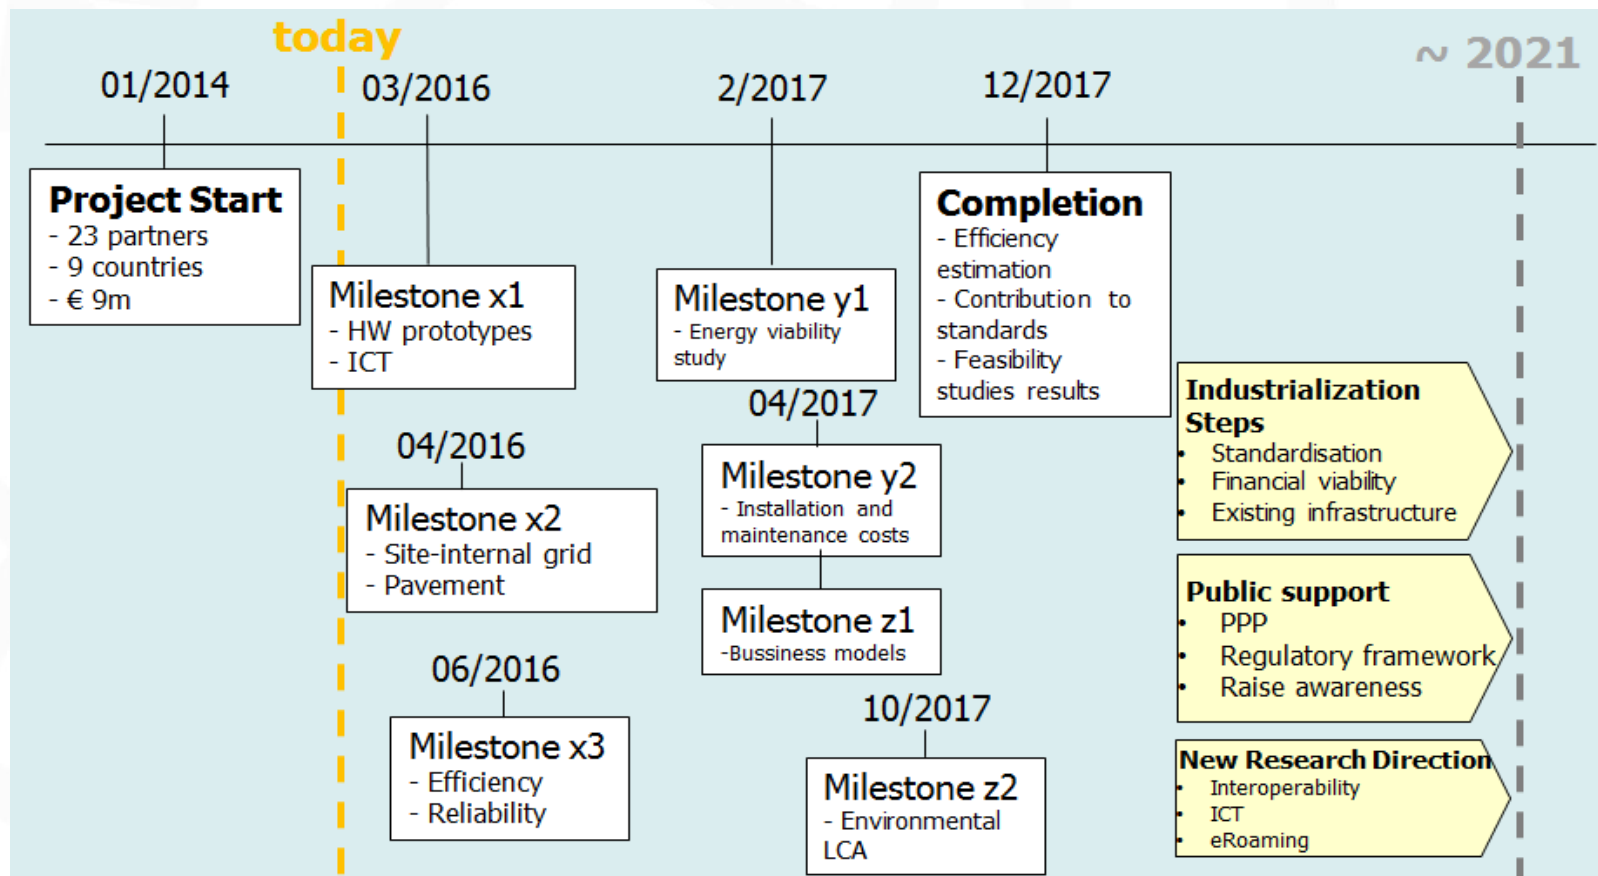 today
~ 2021
01/2014
03/2016
2/2017
12/2017
Project Start
- 23 partners
- 9 countries
- € 9m
Milestone x1
- HW prototypes
- ICT
04/2016
Milestone x2
- Site-internal grid
- Pavement
06/2016
Milestone x3
- Efficiency
- Reliability
Milestone y1
- Energy viability
study
04/2017
Milestone y2
- Installation and
maintenance costs
Milestone z1
-Bussiness models
10/2017
Milestone z2
- Environmental
LCA
Completion
- Efficiency
estimation
- Contribution to
standards
- Feasibility
studies results
Industrialization
Steps
• Standardisation
• Financial viability
• Existing infrastructure
Public support
• PPP
• Regulatory framework
• Raise awareness
New Research Direction
• Interoperability
• ICT
• eRoaming